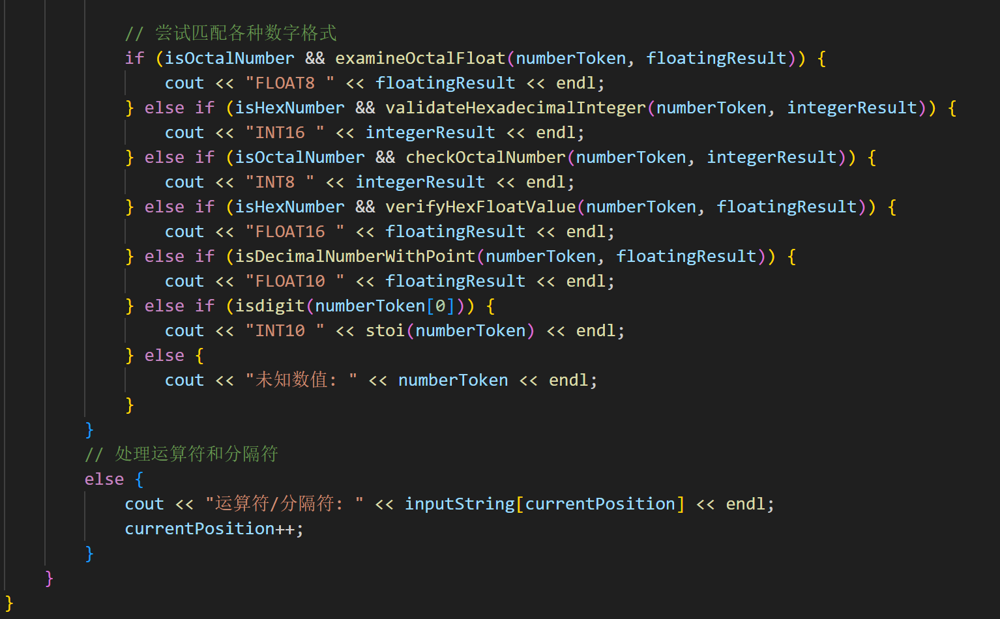 // 尝试匹配各种数字格式
if (isOctalNumber && examineOctalFloat(numberToken, floatingResult)) {
cout << "FLOAT8 " << floatingResult << endl;
} else if (isHexNumber && validateHexadecimalInteger(numberToken, integerResult)) {
cout << "INT16 " << integerResult << endl;
} else if (isOctalNumber && checkOctalNumber(numberToken, integerResult)) {
cout << "INT8 " << integerResult << endl;
} else if (isHexNumber && verifyHexFloatValue(numberToken, floatingResult)) {
cout << "FLOAT16 " << floatingResult << endl;
} else if (isDecimalNumberWithPoint(numberToken, floatingResult)) {
cout << "FLOAT10 " << floatingResult << endl;
} else if (isdigit(numberToken[0])) {
cout << "INT10 " << stoi(numberToken) << endl;
} else {
cout << "未知数值: " << numberToken << endl;
}
}
// 处理运算符和分隔符
else {
cout << "运算符/分隔符: " << inputString[currentPosition] << endl;
currentPosition++;
}
}
}